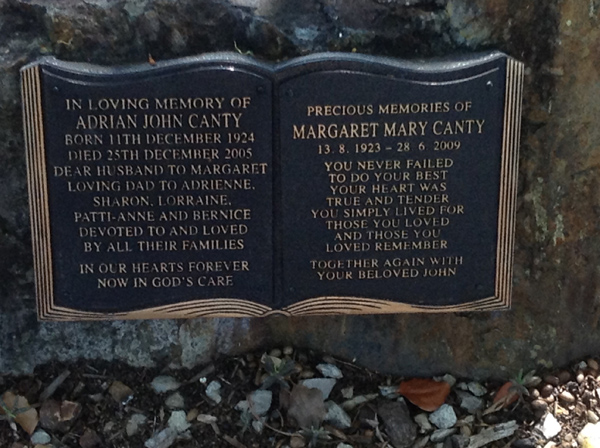 IN LOVING MEMORY OF
ADRIAN JOHN CANTY
BORN 11TH DECEMBER 1924
DIED 25TH DECEMBER 2005
DEAR HUSBAND TO MARGARET
LOVING DAD TO ADRIENNE,
SHARON, LORRAINE,
PATTI-ANNE AND BERNICE
DEVOTED TO AND LOVED
BY ALL THEIR FAMILIES
IN OUR HEARTS FOREVER
NOW IN GOD'S CARE
PRECIOUS MEMORIES OF
MARGARET MARY CANTY
13. 8. 1923 - 28. 6 2009
YOU NEVER FAILED
TO DO YOUR BEST
YOUR HEART WAS
TRUE AND TENDER
YOU SIMPLY LIVED FOR
THOSE YOU LOVED
AND THOSE YOU
LOVED REMEMBER
TOGETHER AGAIN WITH
YOUR BELOVED JOHN